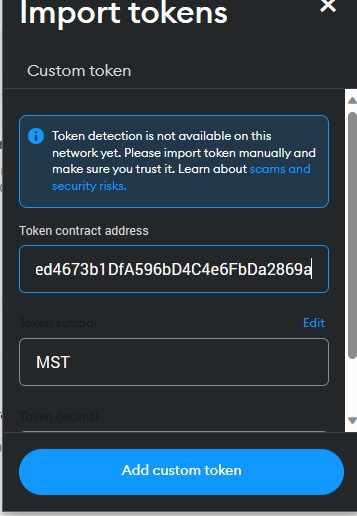 Import tokens
×
Custom token
Token detection is not available on this
network yet. Please import token manually and
make sure you trust it. Learn about scams and
security risks.
Token contract address
ed4673b1DfA596bD4C4e6FbDa2869a
Token symbol
Edit
MST
Token decimal
Add custom token